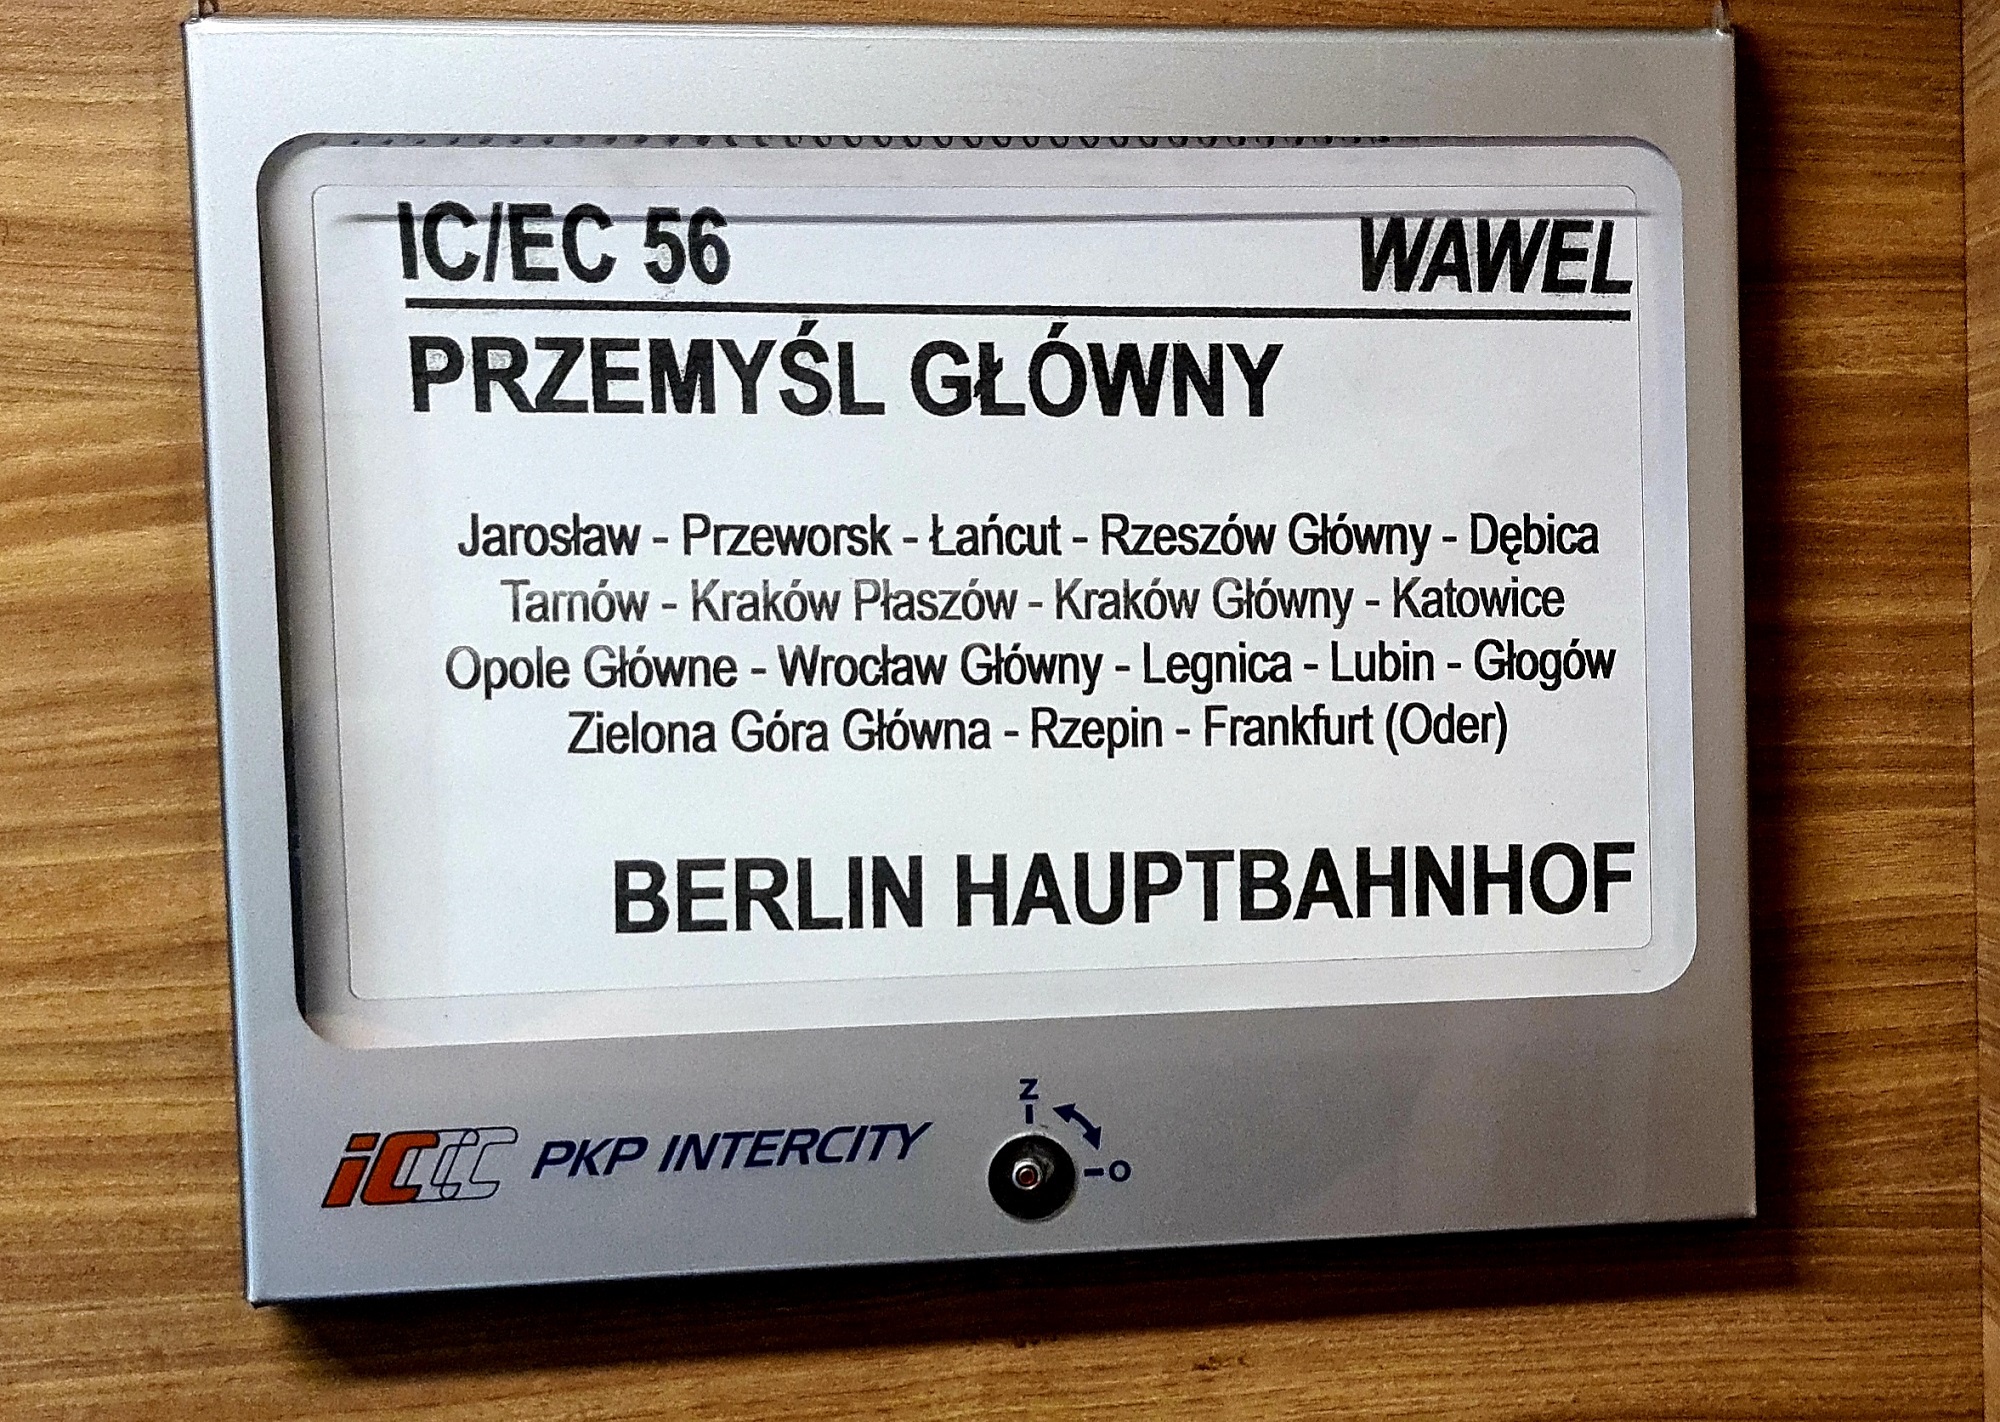 IC/EC 56 WAWEL
PRZEMYŚL GŁÓWNY
Jarosław - Przeworsk - Łańcut - Rzeszów Główny - Dębica
Tarnów - Kraków Płaszów - Kraków Główny - Katowice
Opole Główne - Wrocław Główny - Legnica - Lubin - Głogów
Zielona Góra Główna - Rzepin - Frankfurt (Oder)
BERLIN HAUPTBAHNHOF
Z
iC PKP INTERCITY
O